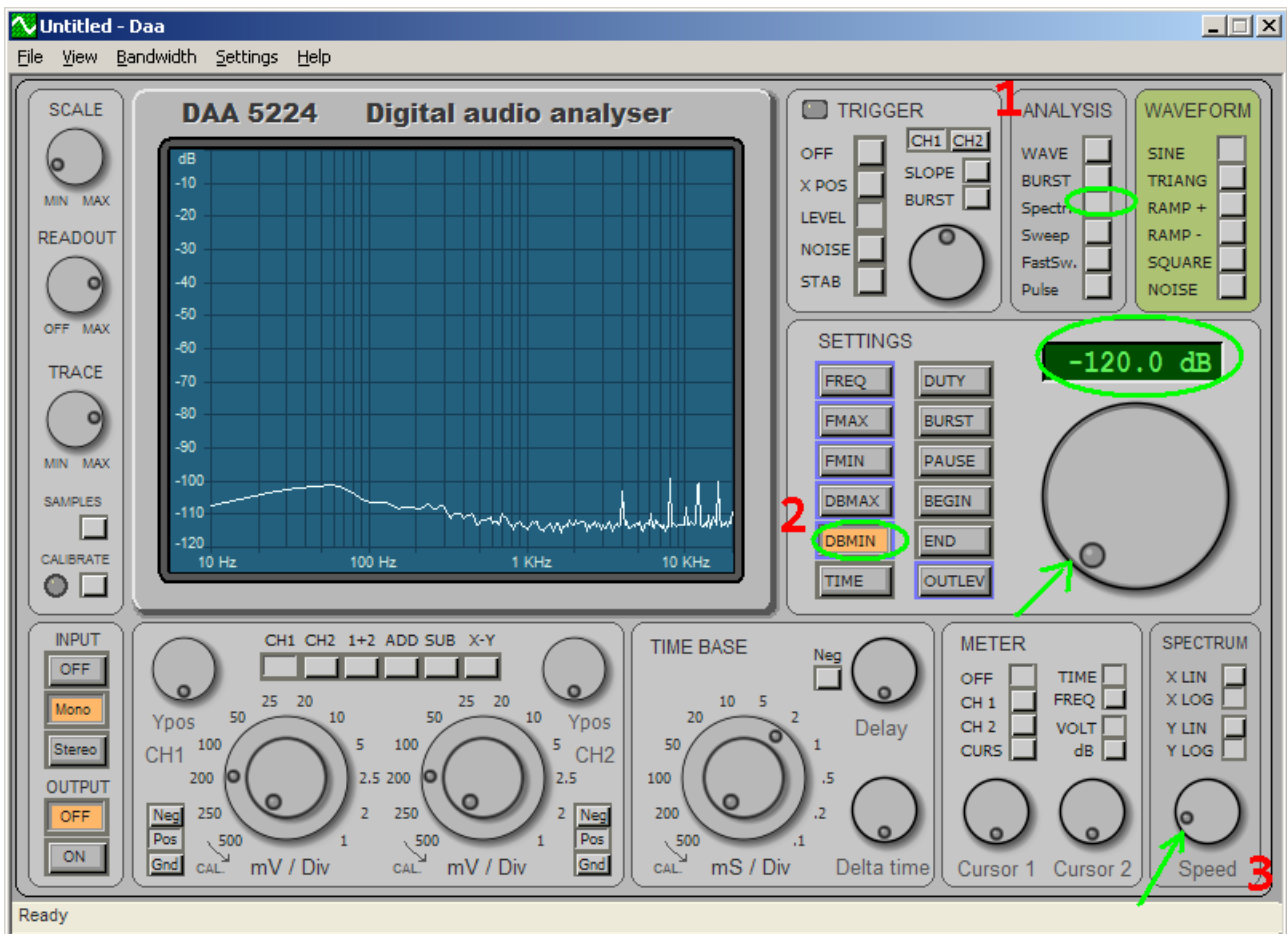 Untitled - Daa
File View Bandwidth Settings Help
SCALE
MIN MAX
READOUT
OFF MAX
TRACE
MIN MAX
SAMPLES
CALIBRATE
DAA 5224 Digital audio analyser
dB
-10
-20
-30
-40
-50
-60
-70
-80
-90
-100
-110
-120
10 Hz 100 Hz 1 KHz 10 KHz
TRIGGER
OFF
X POS
LEVEL
NOISE
STAB
CH1 CH2
SLOPE
BURST
1
ANALYSIS
WAVE
BURST
Spectr.
Sweep
FastSw.
Pulse
WAVEFORM
SINE
TRIANG
RAMP +
RAMP -
SQUARE
NOISE
SETTINGS
-120.0 dB
FREQ DUTY
FMAX BURST
FMIN PAUSE
DBMAX BEGIN
2
DBMIN END
TIME OUTLEV
INPUT
OFF
Mono
Stereo
OUTPUT
OFF
ON
CH1 CH2 1+2 ADD SUB X-Y
Ypos
CH1
500
250
200
100
50
25
20
10
5
2.5
2
1
Neg
Pos
Gnd
CAL.
mV / Div
Ypos
CH2
500
250
200
100
50
25
20
10
5
2.5
2
1
Neg
Pos
Gnd
CAL.
mV / Div
TIME BASE
500
200
100
50
20
10
5
2
1
.5
.2
.1
CAL.
mS / Div
Neg
Delay
Delta time
METER
OFF TIME
CH 1 FREQ
CH 2 VOLT
CURS dB
Cursor 1 Cursor 2
SPECTRUM
X LIN
X LOG
Y LIN
Y LOG
Speed
3
Ready